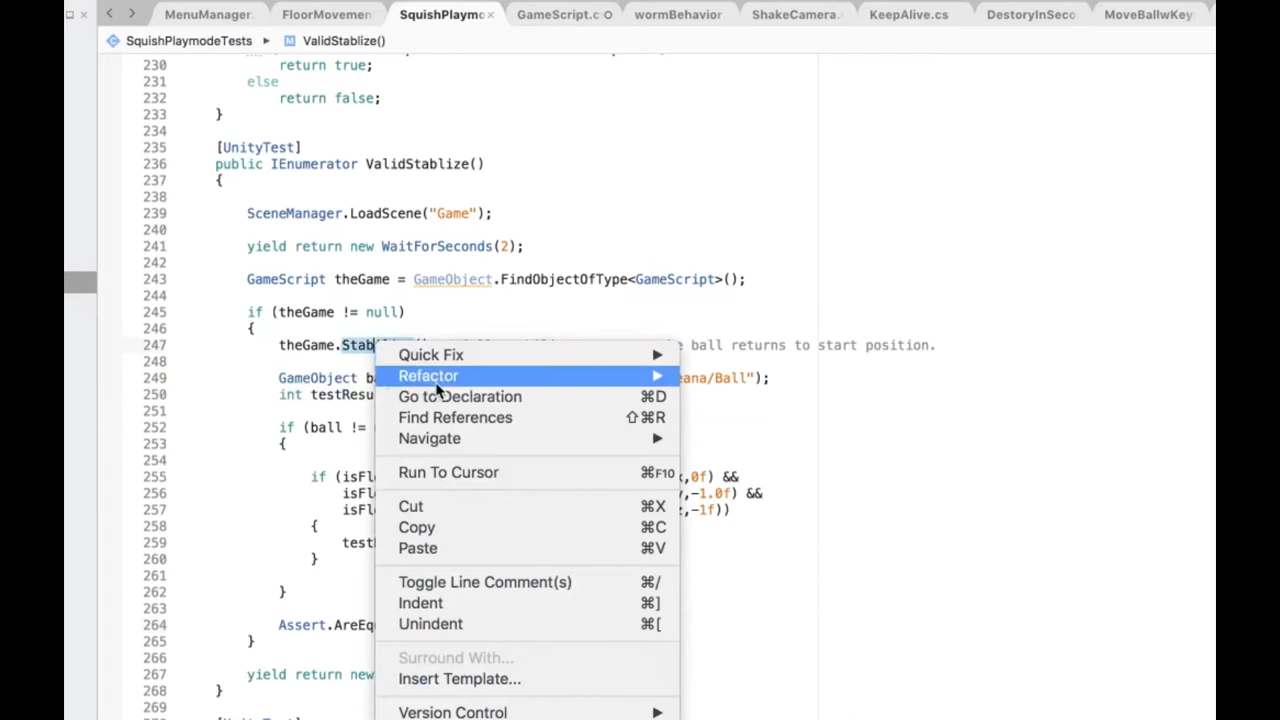 MenuManager. FloorMovemen SquishPlaymo× GameScript.c wormBehavior ShakeCamera. KeepAlive.cs DestoryInSeco MoveBallwKey
SquishPlaymodeTests ▸ ValidStablize()
230 return true;
231 else
232 return false;
233 }
234
235 [UnityTest]
236 public IEnumerator ValidStablize()
237 {
238
239 SceneManager.LoadScene("Game");
240
241 yield return new WaitForSeconds(2);
242
243 GameScript theGame = GameObject.FindObjectOfType<GameScript>();
244
245 if (theGame != null)
246 {
247 theGame.Stab ball returns to start position.
248
249 GameObject ba eana/Ball");
250 int testResu
251
252 if (ball !=
253 {
254
255 if (isFl ,0f) &&
256 isFl ,-1.0f) &&
257 isFl z,-1f))
258 {
259 test
260 }
261
262 }
263
264 Assert.AreEq
265 }
266
267 yield return new
268 }
269
Quick Fix ▶
Refactor ▶
Go to Declaration ⌘D
Find References ⇧⌘R
Navigate ▶
Run To Cursor ⌘F10
Cut ⌘X
Copy ⌘C
Paste ⌘V
Toggle Line Comment(s) ⌘/
Indent ⌘]
Unindent ⌘[
Surround With...
Insert Template...
Version Control ▶